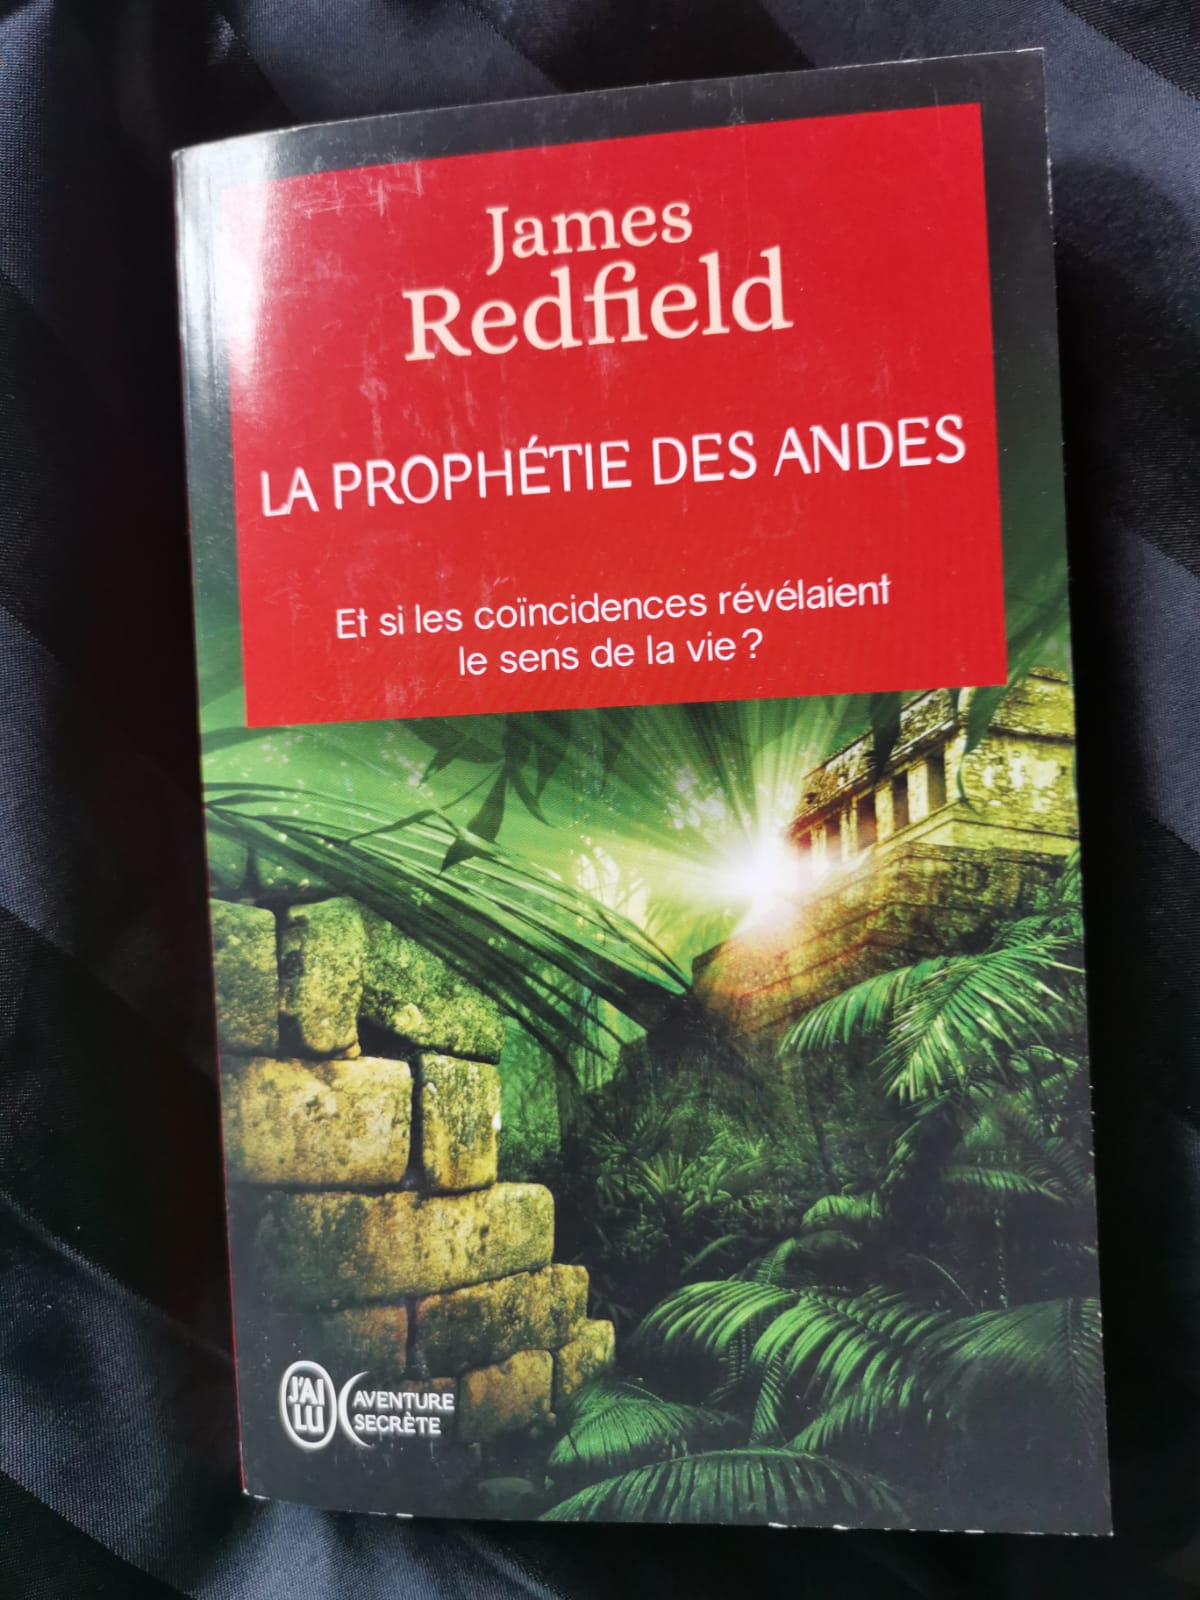 James
Redfield
LA PROPHÉTIE DES ANDES
Et si les coïncidences révélaient
le sens de la vie ?
J'AI
LU
AVENTURE
SECRÈTE